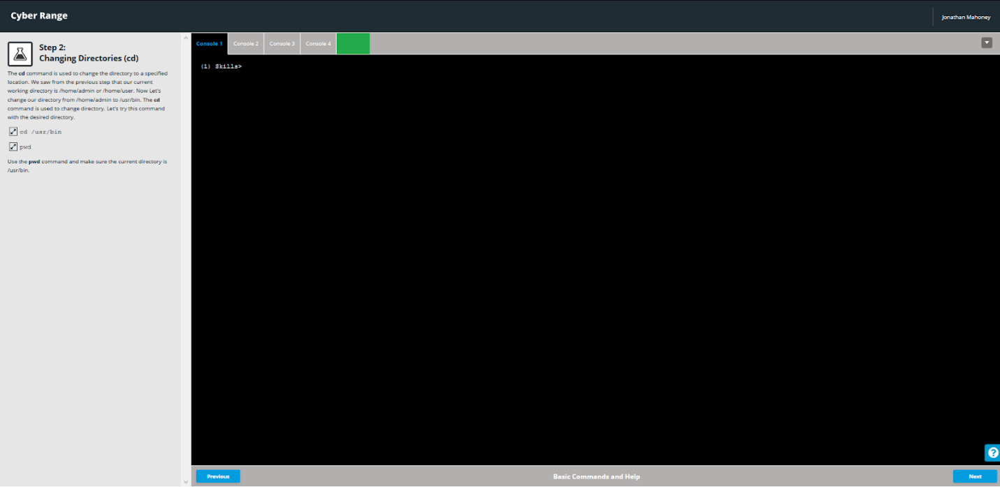 Cyber Range
Jonathan Mahoney
Step 2:
Changing Directories (cd)
The cd command is used to change the directory to a specified
location. We saw from the previous step that our current
working directory is /home/admin or /home/user. Now Let's
change our directory from /home/admin to /usr/bin. The cd
command is used to change directory. Let's try this command
with the desired directory.
cd /usr/bin
pwd
Use the pwd command and make sure the current directory is
/usr/bin.
Console 1
Console 2
Console 3
Console 4
(1) Skills>
?
Previous
Basic Commands and Help
Next